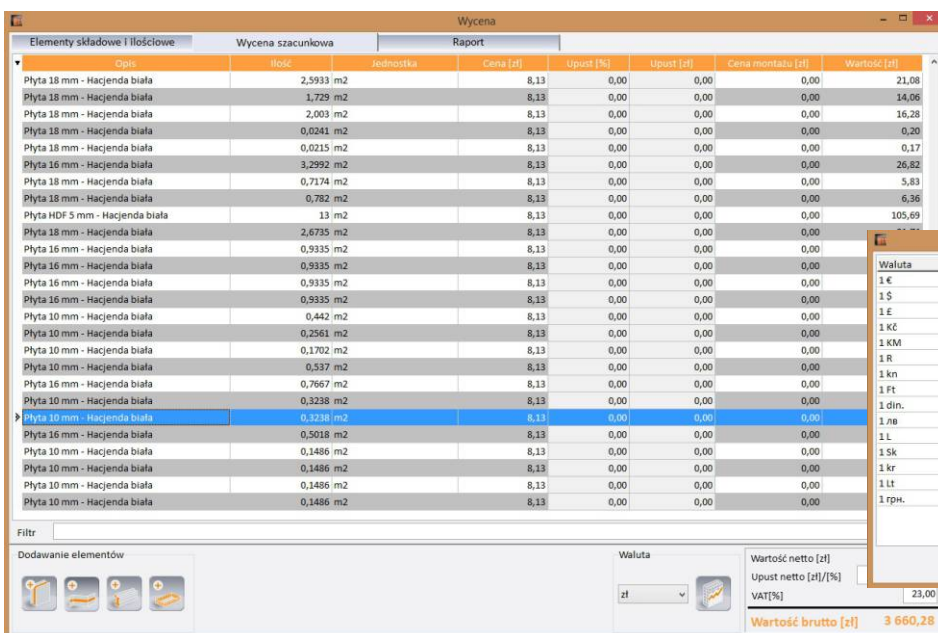 Wycena
Elementy składowe i ilościowe Wycena szacunkowa Raport
Opis Ilość Jednostka Cena [zł] Upust [%] Upust [zł] Cena montażu [zł] Wartość [zł]
Płyta 18 mm - Hacjenda biała 2,5933 m2 8,13 0,00 0,00 0,00 21,08
Płyta 18 mm - Hacjenda biała 1,729 m2 8,13 0,00 0,00 0,00 14,06
Płyta 18 mm - Hacjenda biała 2,003 m2 8,13 0,00 0,00 0,00 16,28
Płyta 18 mm - Hacjenda biała 0,0241 m2 8,13 0,00 0,00 0,00 0,20
Płyta 18 mm - Hacjenda biała 0,0215 m2 8,13 0,00 0,00 0,00 0,17
Płyta 16 mm - Hacjenda biała 3,2992 m2 8,13 0,00 0,00 0,00 26,82
Płyta 18 mm - Hacjenda biała 0,7174 m2 8,13 0,00 0,00 0,00 5,83
Płyta 18 mm - Hacjenda biała 0,782 m2 8,13 0,00 0,00 0,00 6,36
Płyta HDF 5 mm - Hacjenda biała 13 m2 8,13 0,00 0,00 0,00 105,69
Płyta 18 mm - Hacjenda biała 2,6735 m2 8,13 0,00 0,00 0,00
Płyta 16 mm - Hacjenda biała 0,9335 m2 8,13 0,00 0,00 0,00
Płyta 16 mm - Hacjenda biała 0,9335 m2 8,13 0,00 0,00 0,00
Płyta 16 mm - Hacjenda biała 0,9335 m2 8,13 0,00 0,00 0,00
Płyta 16 mm - Hacjenda biała 0,9335 m2 8,13 0,00 0,00 0,00
Płyta 10 mm - Hacjenda biała 0,442 m2 8,13 0,00 0,00 0,00
Płyta 10 mm - Hacjenda biała 0,2561 m2 8,13 0,00 0,00 0,00
Płyta 10 mm - Hacjenda biała 0,1702 m2 8,13 0,00 0,00 0,00
Płyta 10 mm - Hacjenda biała 0,537 m2 8,13 0,00 0,00 0,00
Płyta 16 mm - Hacjenda biała 0,7667 m2 8,13 0,00 0,00 0,00
Płyta 10 mm - Hacjenda biała 0,3238 m2 8,13 0,00 0,00 0,00
Płyta 10 mm - Hacjenda biała 0,3238 m2 8,13 0,00 0,00 0,00
Płyta 16 mm - Hacjenda biała 0,5018 m2 8,13 0,00 0,00 0,00
Płyta 10 mm - Hacjenda biała 0,1486 m2 8,13 0,00 0,00 0,00
Płyta 10 mm - Hacjenda biała 0,1486 m2 8,13 0,00 0,00 0,00
Płyta 10 mm - Hacjenda biała 0,1486 m2 8,13 0,00 0,00 0,00
Płyta 10 mm - Hacjenda biała 0,1486 m2 8,13 0,00 0,00 0,00
Waluta
1 €
1 $
1 £
1 Kč
1 KM
1 R
1 kn
1 Ft
1 din.
1 лв
1 L
1 Sk
1 kr
1 Lt
1 грн.
Filtr
Dodawanie elementów
Waluta
zł
Wartość netto [zł]
Upust netto [zł]/[%]
VAT[%] 23,00
Wartość brutto [zł] 3 660,28